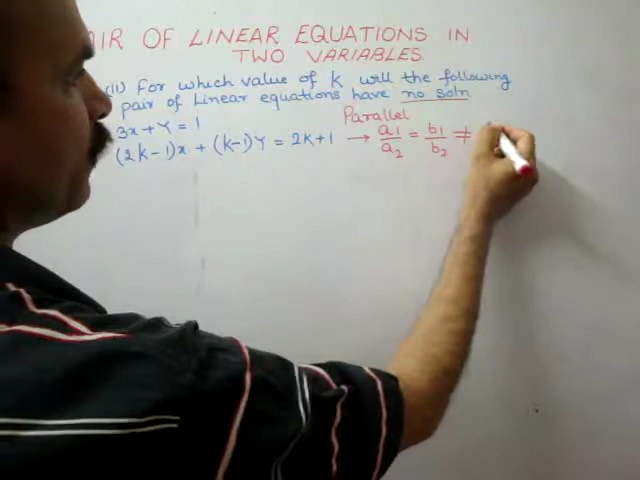 AIR OF LINEAR EQUATIONS IN
TWO VARIABLES
(ii) For which value of K will the following
pair of linear equations have no soln
3x + y = 1
Parallel
(2k-1)x + (k-1)y = 2k+1 → a1/a2 = b1/b2 ≠